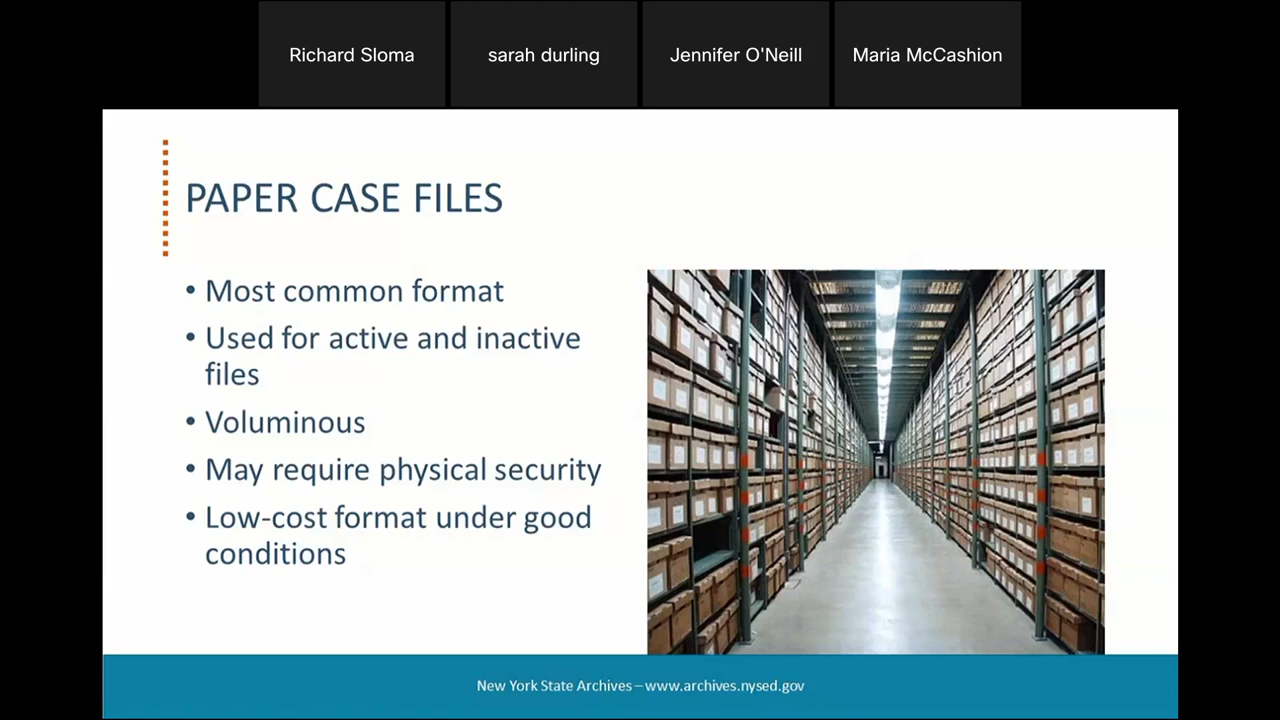 Richard Sloma
sarah durling
Jennifer O'Neill
Maria McCashion
PAPER CASE FILES
• Most common format
• Used for active and inactive
files
• Voluminous
• May require physical security
• Low-cost format under good
conditions
New York State Archives – www.archives.nysed.gov